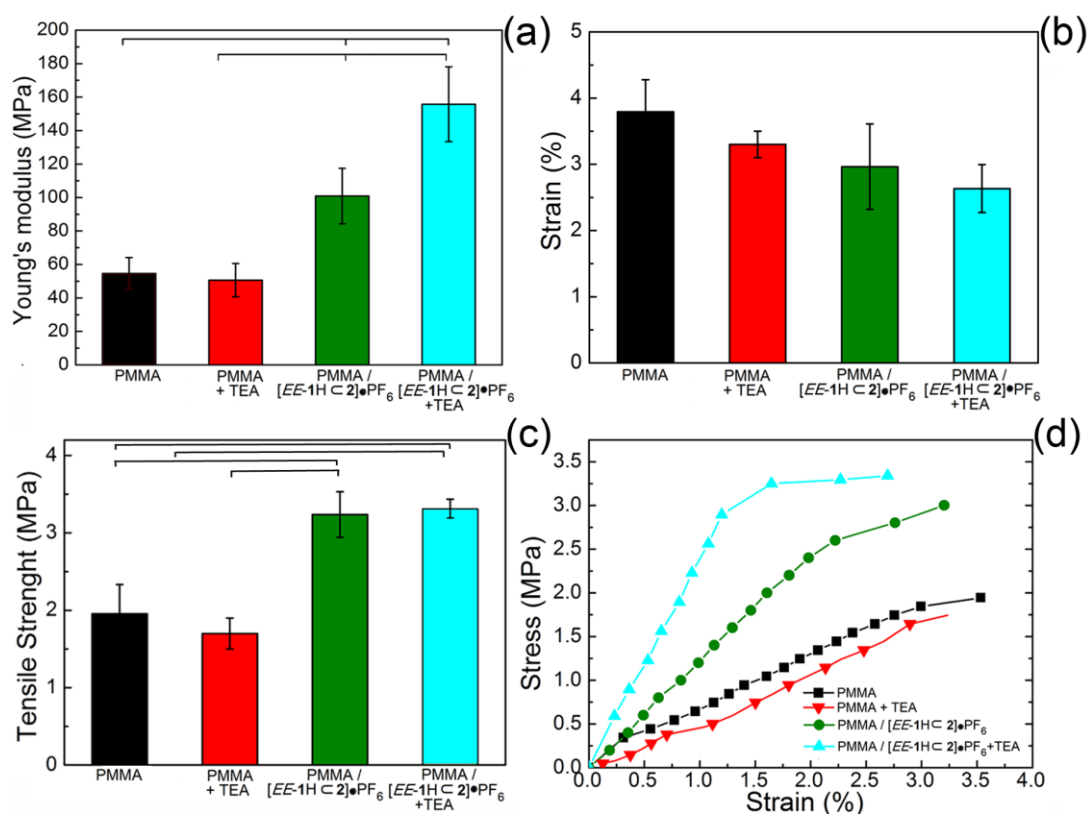 (a)
Young's modulus (MPa)
200
180
160
140
120
100
80
60
40
20
0
PMMA
PMMA
+ TEA
PMMA /
[EE-1H⊂2]●PF6
PMMA /
[EE-1H⊂2]●PF6
+TEA
(b)
Strain (%)
5
4
3
2
1
0
PMMA
PMMA
+ TEA
PMMA /
[EE-1H⊂2]●PF6
PMMA /
[EE-1H⊂2]●PF6
+TEA
(c)
Tensile Strenght (MPa)
4
3
2
1
0
PMMA
PMMA
+ TEA
PMMA /
[EE-1H⊂2]●PF6
PMMA /
[EE-1H⊂2]●PF6
+TEA
(d)
Stress (MPa)
3.5
3.0
2.5
2.0
1.5
1.0
0.5
0.0
PMMA
PMMA + TEA
PMMA / [EE-1H⊂2]●PF6
PMMA / [EE-1H⊂2]●PF6+TEA
0.0 0.5 1.0 1.5 2.0 2.5 3.0 3.5 4.0
Strain (%)